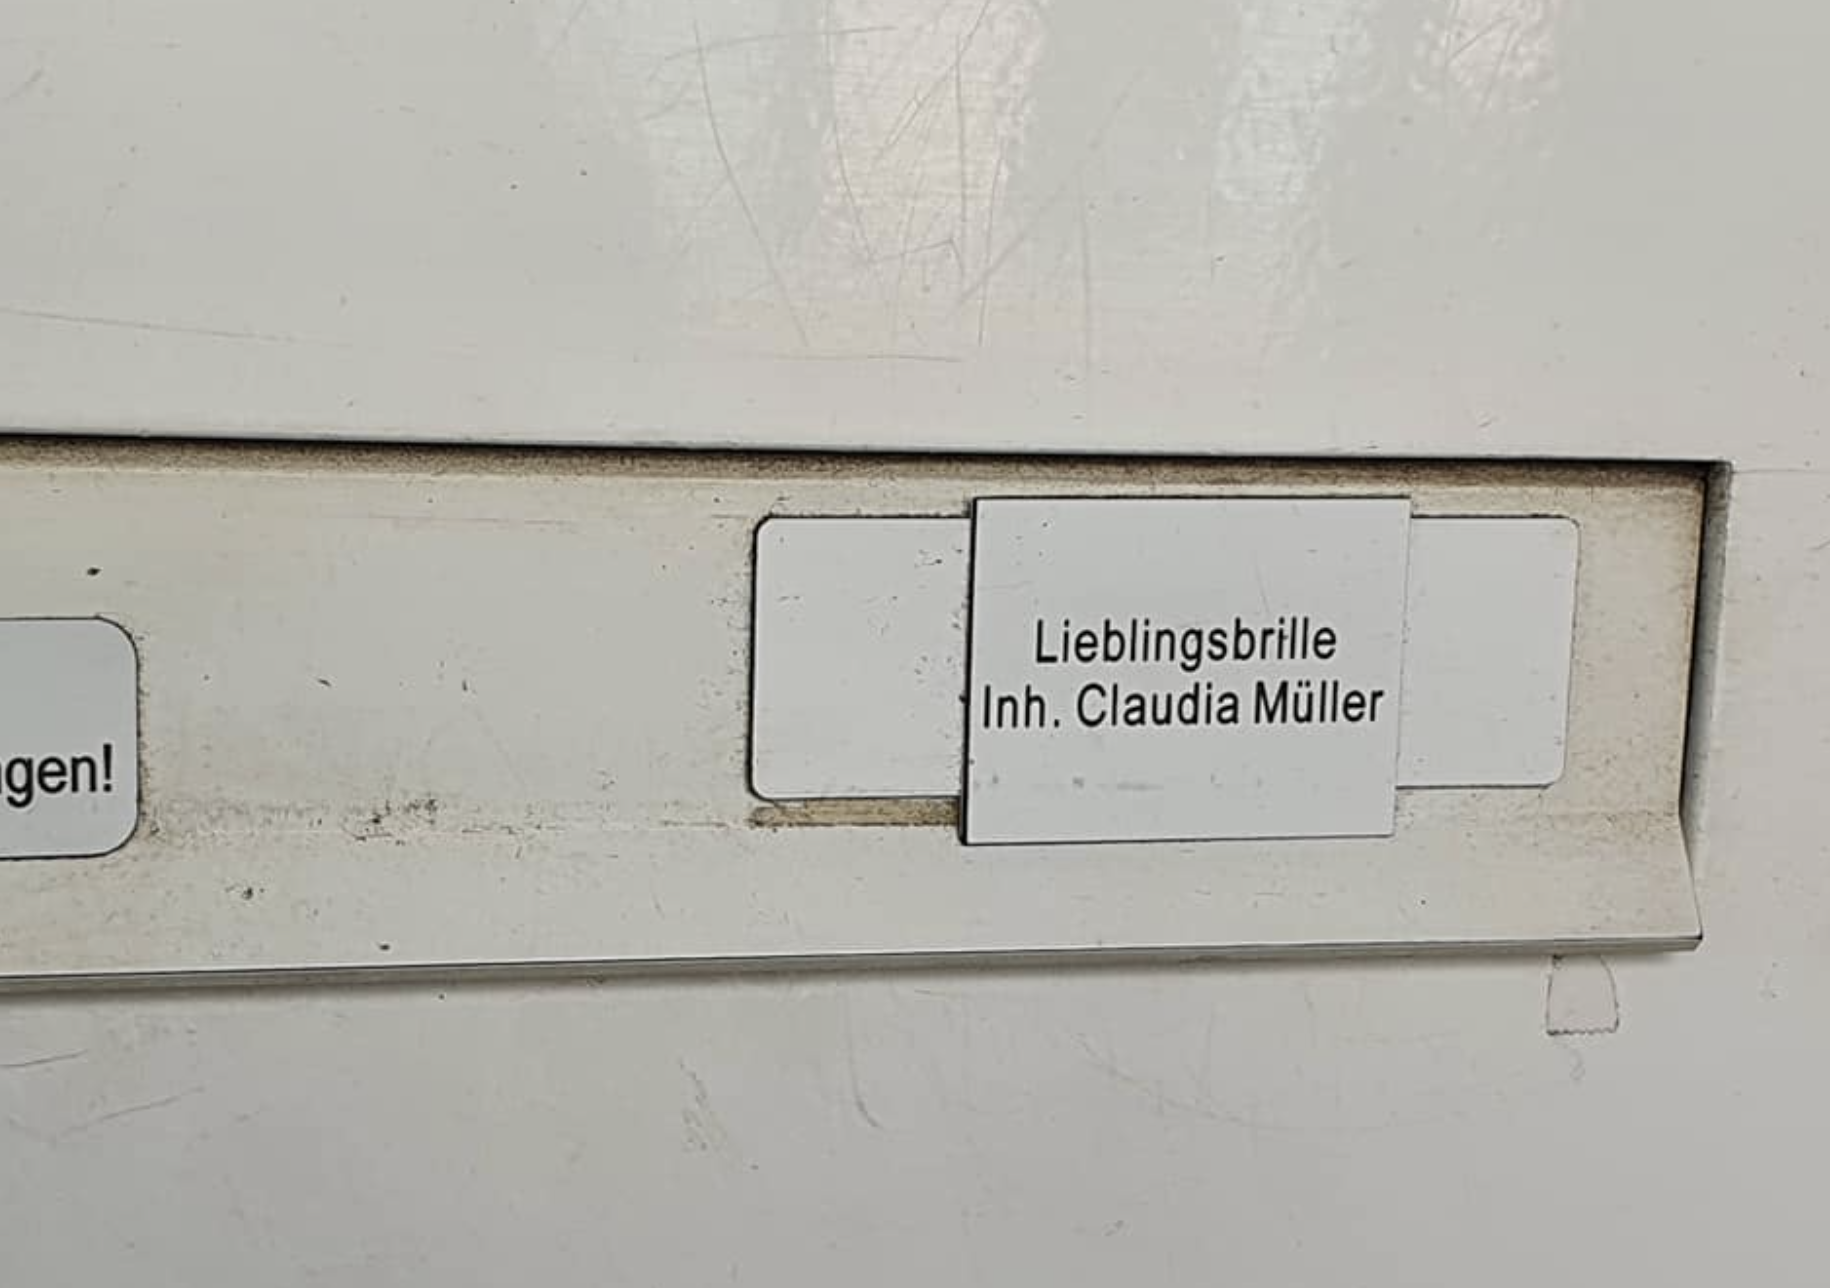 Lieblingsbrille
Inh. Claudia Müller
gen!